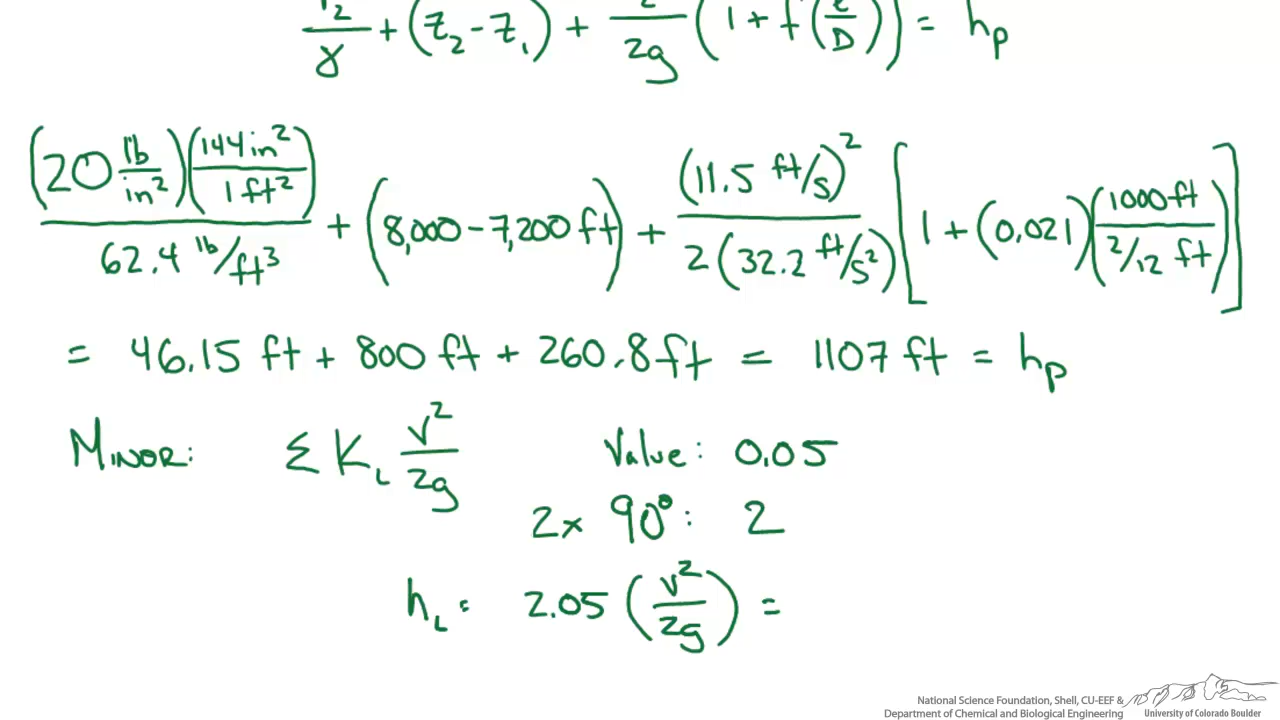 P₂/γ + (z₂ - z₁) + 2/2g (1 + f(ℓ/D)) = hₚ
(20 lb/in²)(144 in²/1 ft²)/62.4 lb/ft³ + (8,000 - 7,200 ft) + (11.5 ft/s)²/2(32.2 ft/s²) [1 + (0.021)(1000 ft/2/12 ft)]
= 46.15 ft + 800 ft + 260.8 ft = 1107 ft = hₚ
MINOR: Σ K_L V²/2g Value: 0.05
2x 90°: 2
h_L = 2.05 (V²/2g) =
National Science Foundation, Shell, CU-EEF &
Department of Chemical and Biological Engineering University of Colorado Boulder